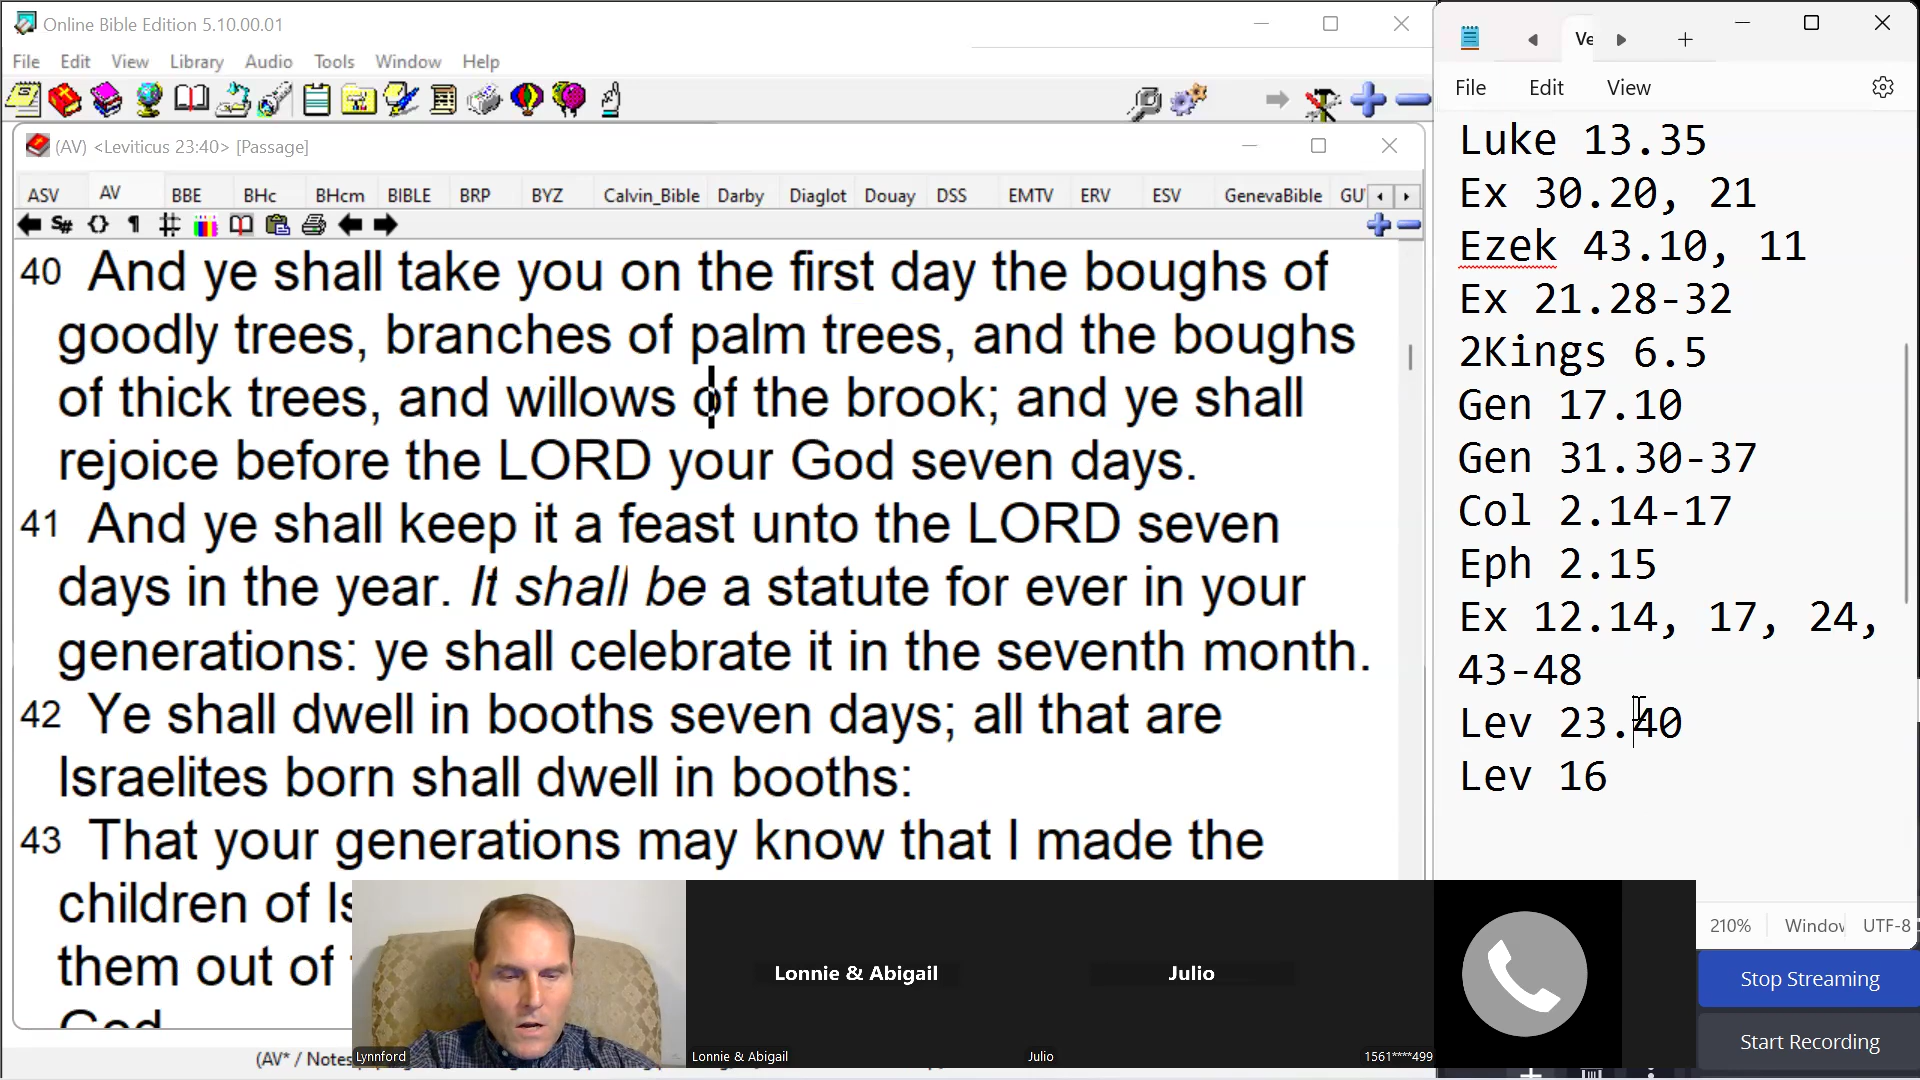 Online Bible Edition 5.10.00.01
File Edit View Library Audio Tools Window Help
(AV) <Leviticus 23:40> [Passage]
ASV AV BBE BHc BHcm BIBLE BRP BYZ Calvin_Bible Darby Diaglot Douay DSS EMTV ERV ESV GenevaBible
40 And ye shall take you on the first day the boughs of
goodly trees, branches of palm trees, and the boughs
of thick trees, and willows of the brook; and ye shall
rejoice before the LORD your God seven days.
41 And ye shall keep it a feast unto the LORD seven
days in the year. It shall be a statute for ever in your
generations: ye shall celebrate it in the seventh month.
42 Ye shall dwell in booths seven days; all that are
Israelites born shall dwell in booths:
43 That your generations may know that I made the
children of
them out of
God
(AV* / Notes
Ve
File Edit View
Luke 13.35
Ex 30.20, 21
Ezek 43.10, 11
Ex 21.28-32
2Kings 6.5
Gen 17.10
Gen 31.30-37
Col 2.14-17
Eph 2.15
Ex 12.14, 17, 24,
43-48
Lev 23.40
Lev 16
210% Window UTF-8
Stop Streaming
Start Recording
Lonnie & Abigail
Julio
Lynnford
Lonnie & Abigail
Julio
1561****499